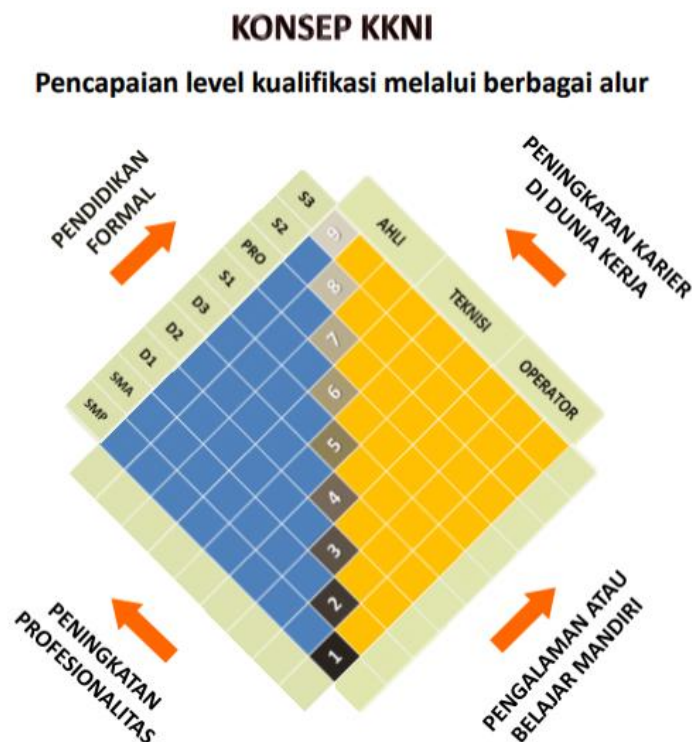 KONSEP KKNI
Pencapaian level kualifikasi melalui berbagai alur
PENDIDIKAN
FORMAL
PENINGKATAN KARIER
DI DUNIA KERJA
S3
S2
PRO
S1
D3
D2
D1
SMA
SMP
AHLI
TEKNISI
OPERATOR
9
8
7
6
5
4
3
2
1
PENINGKATAN
PROFESIONALITAS
PENGALAMAN ATAU
BELAJAR MANDIRI